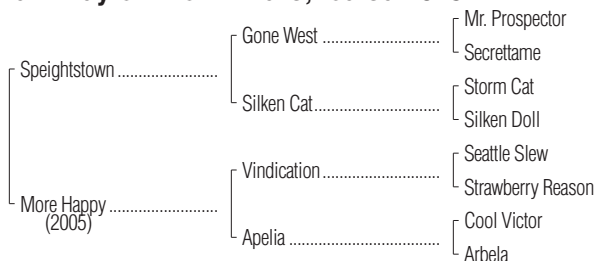 Mr. Prospector
Gone West
Secrettame
Speightstown
Storm Cat
Silken Cat
Silken Doll
Seattle Slew
Vindication
Strawberry Reason
More Happy
(2005)
Cool Victor
Apelia
Arbela